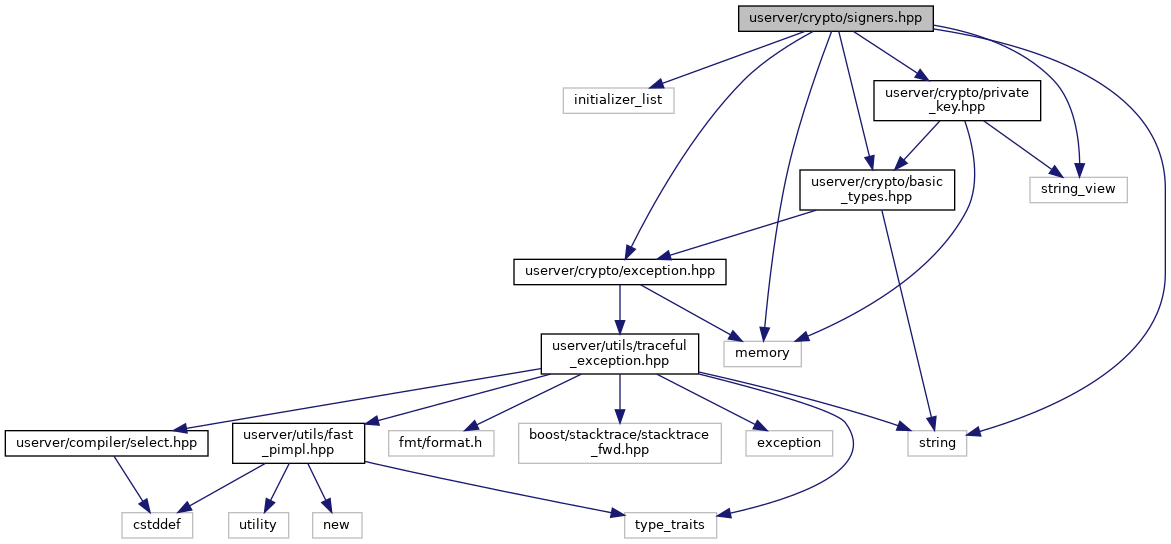 userver/crypto/signers.hpp
initializer_list
userver/crypto/private
_key.hpp
userver/crypto/basic
_types.hpp
string_view
userver/crypto/exception.hpp
userver/utils/traceful
_exception.hpp
memory
userver/compiler/select.hpp
userver/utils/fast
_pimpl.hpp
fmt/format.h
boost/stacktrace/stacktrace
_fwd.hpp
exception
string
cstddef
utility
new
type_traits